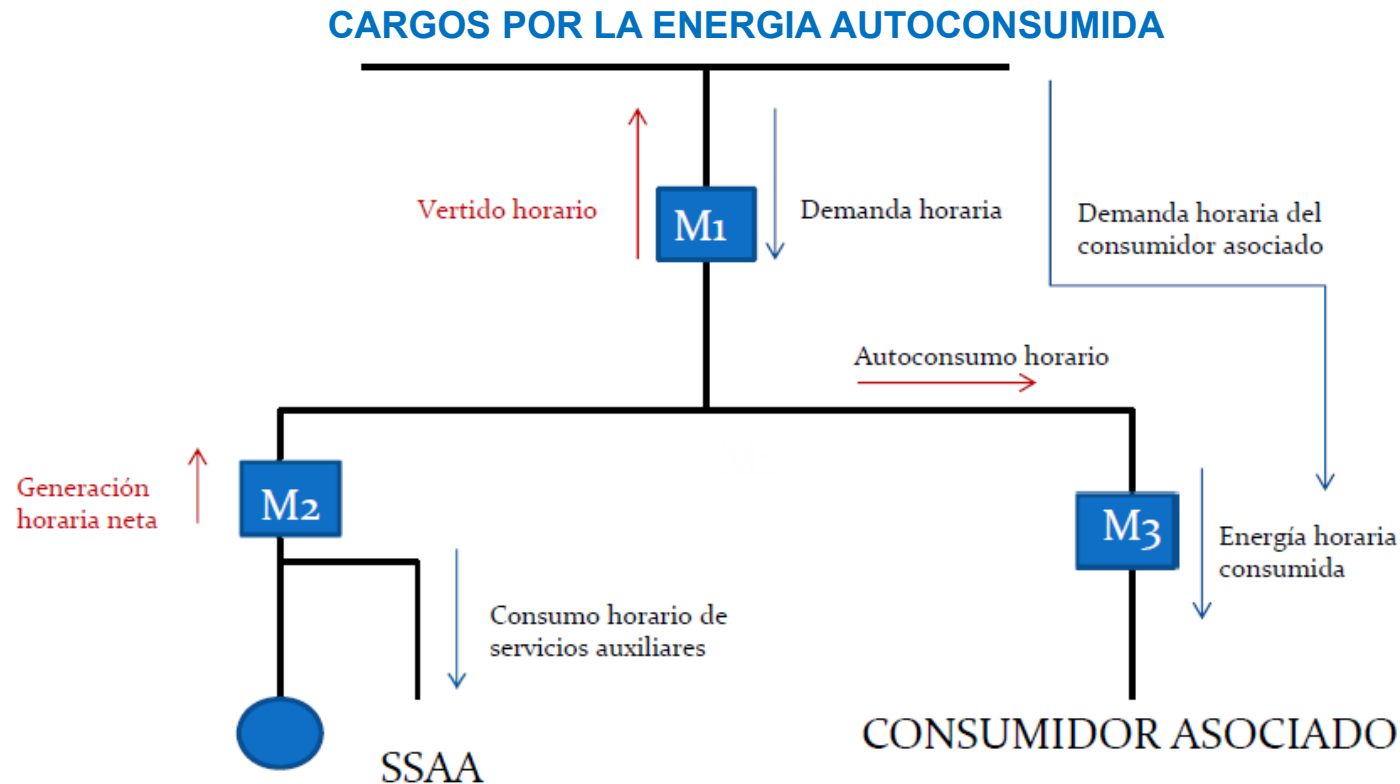 CARGOS POR LA ENERGIA AUTOCONSUMIDA
Vertido horario
M1
Demanda horaria
Demanda horaria del
consumidor asociado
Autoconsumo horario
Generación
horaria neta
M2
M3
Energía horaria
consumida
Consumo horario de
servicios auxiliares
SSAA
CONSUMIDOR ASOCIADO